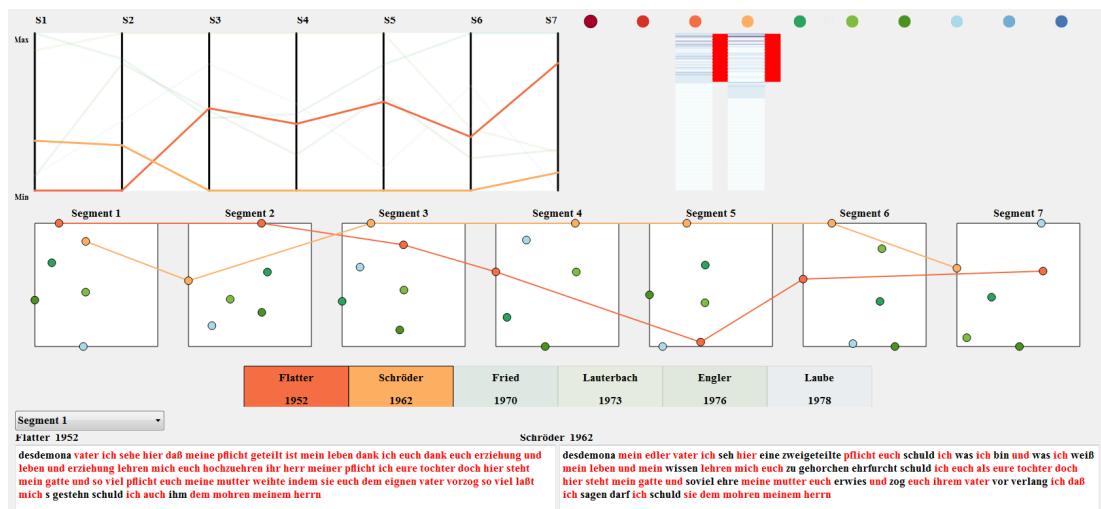 S1 S2 S3 S4 S5 S6 S7
Max
Min
Segment 1 Segment 2 Segment 3 Segment 4 Segment 5 Segment 6 Segment 7
Flatter Schröder Fried Lauterbach Engler Laube
1952 1962 1970 1973 1976 1978
Segment 1
Flatter 1952 Schröder 1962
desdemona vater ich sehe hier daß meine pflicht geteilt ist mein leben dank ich euch dank euch erziehung und
leben und erziehung lehren mich euch hochzuehren ihr herr meiner pflicht ich eure tochter doch hier steht
mein gatte und so viel pflicht euch meine mutter weihte indem sie euch dem eignen vater vorzog so viel laßt
mich s gestehn schuld ich auch ihm dem mohren meinem herrn
desdemona mein edler vater ich seh hier eine zweigeteilte pflicht euch schuld ich was ich bin und was ich weiß
mein leben und mein wissen lehren mich euch zu gehorchen ehrfurcht schuld ich euch als eure tochter doch
hier steht mein gatte und soviel ehre meine mutter euch erwies und zog euch ihrem vater vor verlang ich daß
ich sagen darf ich schuld sie dem mohren meinem herrn